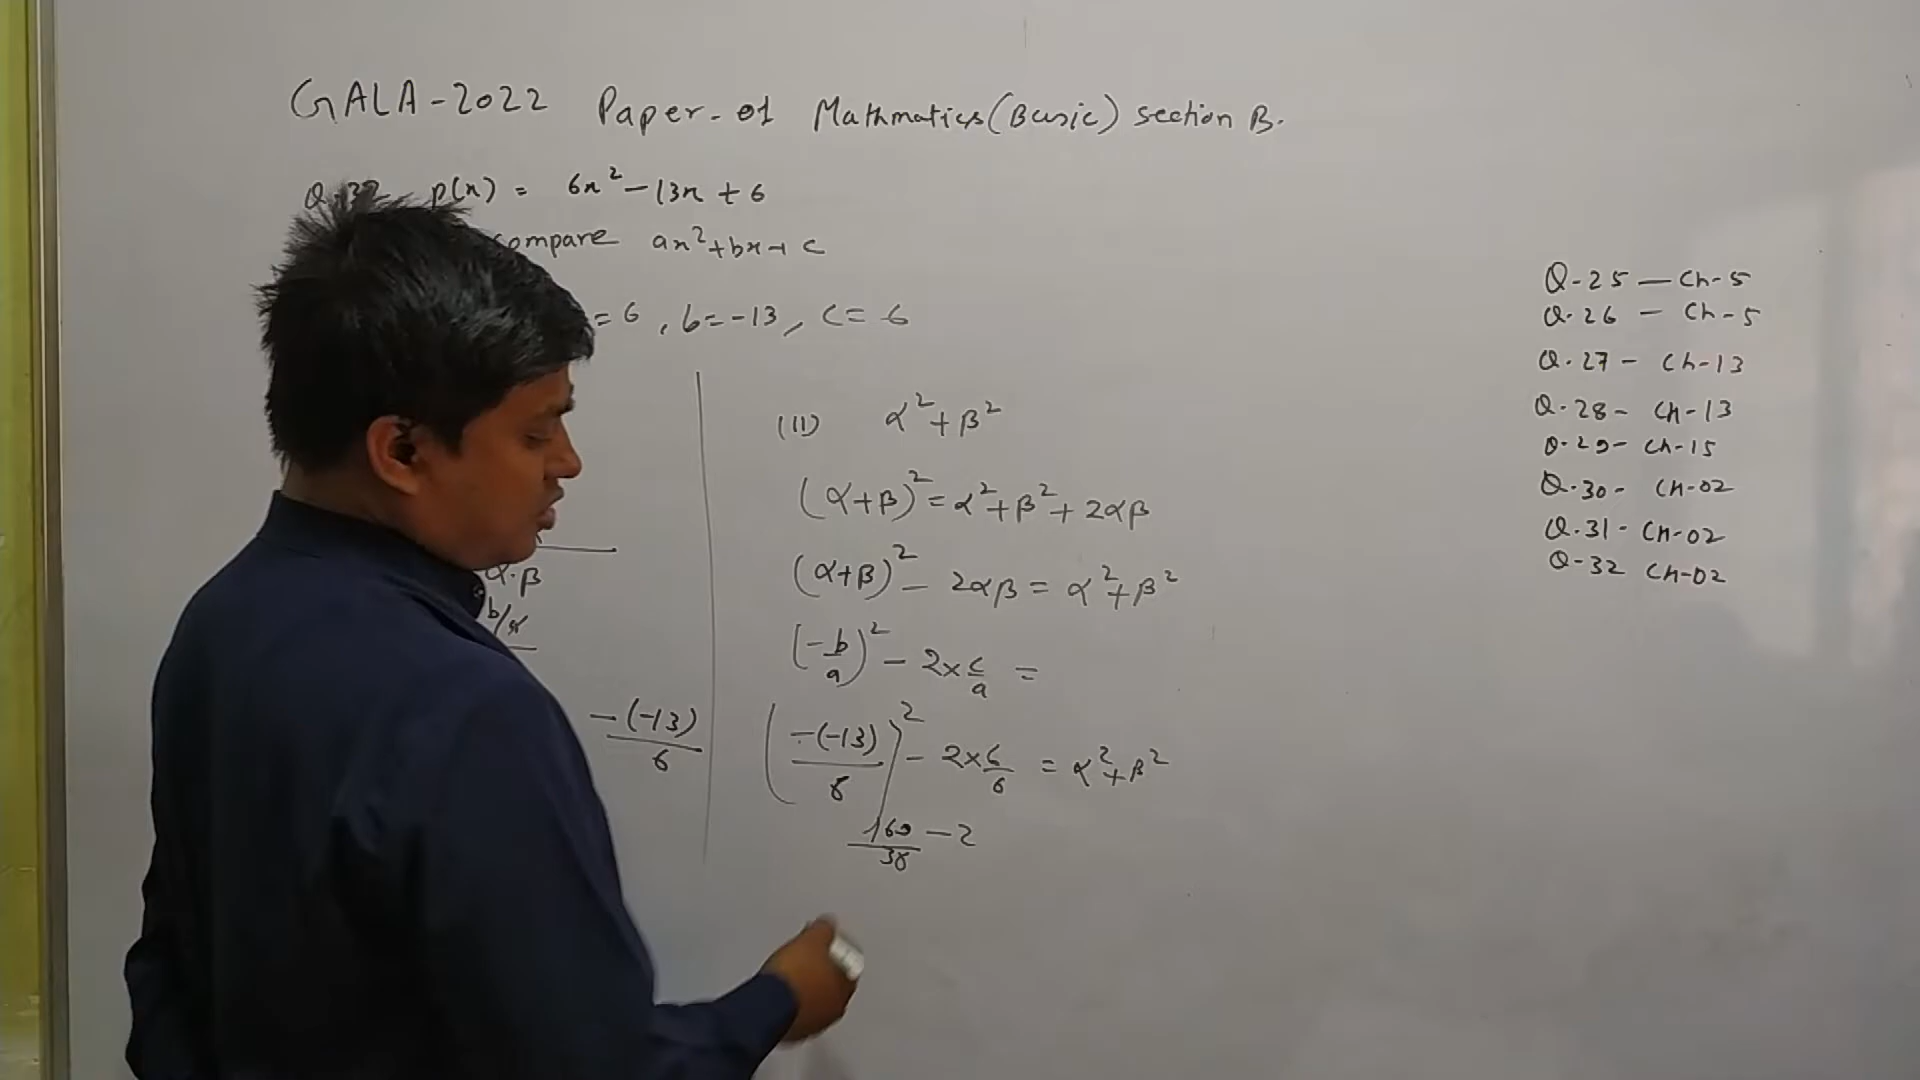 GALA-2022 Paper-of Mathmatics (Basic) section B.
Q.32 p(x) = 6x² - 13x + 6
compare ax² + bx + c
= 6, b = -13, c = 6
α·β
-(-13)/6
(II) α² + β²
(α+β)² = α² + β² + 2αβ
(α+β)² - 2αβ = α² + β²
(-b/a)² - 2×c/a =
(-(-13)/6)² - 2×6/6 = α² + β²
169/36 - 2
Q-25 — Ch-5
Q.26 - Ch-5
Q.27 - Ch-13
Q.28 - Ch-13
Q.29 - Ch-15
Q.30 - Ch-02
Q.31 - Ch-02
Q-32 Ch-02